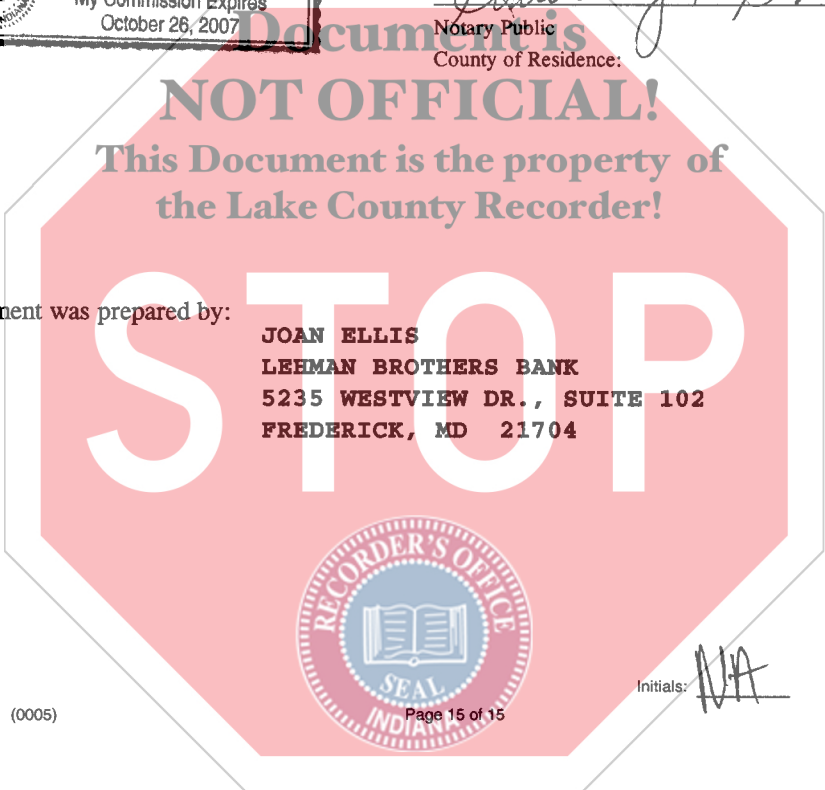 My Commission Expires
October 26, 2007
Document is
Notary Public
County of Residence:
NOT OFFICIAL!
This Document is the property of
the Lake County Recorder!
STOP
ment was prepared by:
JOAN ELLIS
LEHMAN BROTHERS BANK
5235 WESTVIEW DR., SUITE 102
FREDERICK, MD 21704
RECORDER'S OFFICE
SEAL
INDIANA
Initials: NA
(0005)
Page 15 of 15